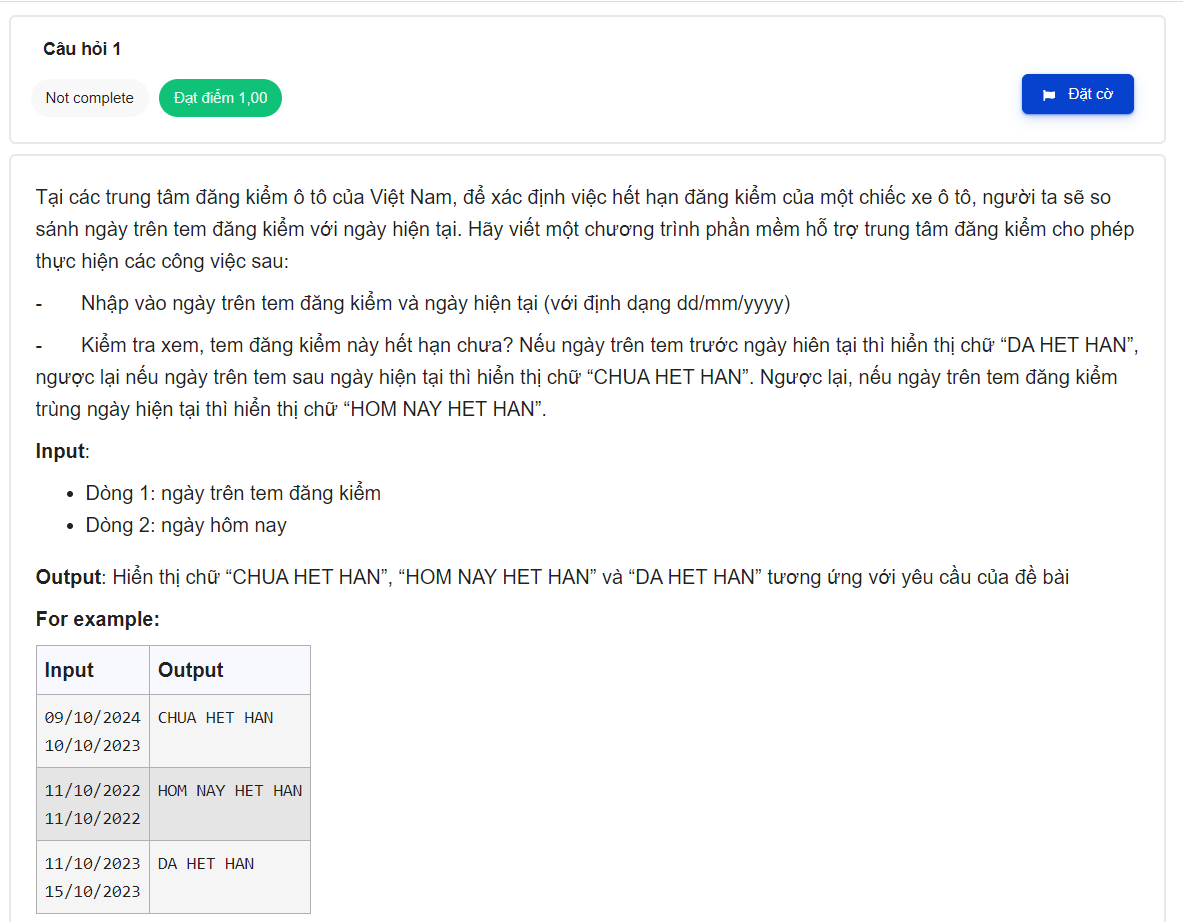 Câu hỏi 1
Not complete
Đạt điểm 1,00
Đặt cờ
Tại các trung tâm đăng kiểm ô tô của Việt Nam, để xác định việc hết hạn đăng kiểm của một chiếc xe ô tô, người ta sẽ so
sánh ngày trên tem đăng kiểm với ngày hiện tại. Hãy viết một chương trình phần mềm hỗ trợ trung tâm đăng kiểm cho phép
thực hiện các công việc sau:
- Nhập vào ngày trên tem đăng kiểm và ngày hiện tại (với định dạng dd/mm/yyyy)
- Kiểm tra xem, tem đăng kiểm này hết hạn chưa? Nếu ngày trên tem trước ngày hiên tại thì hiển thị chữ “DA HET HAN”,
ngược lại nếu ngày trên tem sau ngày hiện tại thì hiển thị chữ “CHUA HET HAN”. Ngược lại, nếu ngày trên tem đăng kiểm
trùng ngày hiện tại thì hiển thị chữ “HOM NAY HET HAN”.
Input:
• Dòng 1: ngày trên tem đăng kiểm
• Dòng 2: ngày hôm nay
Output: Hiển thị chữ “CHUA HET HAN”, “HOM NAY HET HAN” và “DA HET HAN” tương ứng với yêu cầu của đề bài
For example:
Input Output
09/10/2024 CHUA HET HAN
10/10/2023
11/10/2022 HOM NAY HET HAN
11/10/2022
11/10/2023 DA HET HAN
15/10/2023